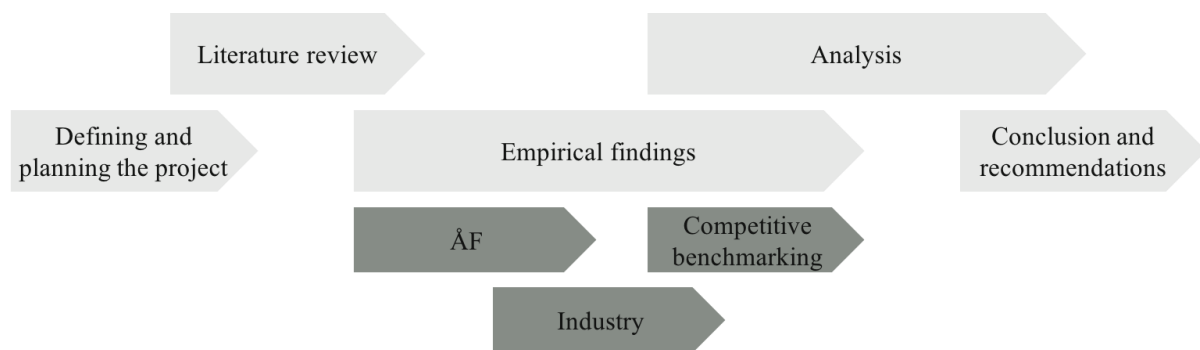 Literature review
Analysis
Defining and
planning the project
Empirical findings
Conclusion and
recommendations
ÅF
Competitive
benchmarking
Industry